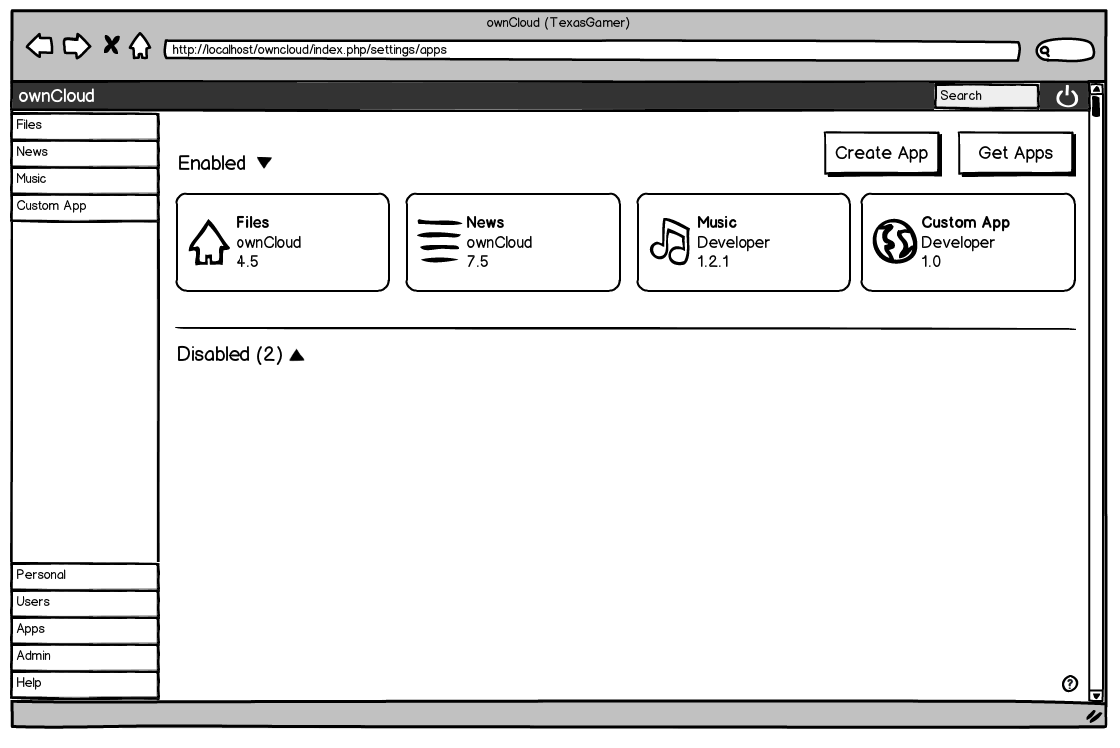 ownCloud (TexasGamer)
http://localhost/owncloud/index.php/settings/apps
ownCloud
Search
Files
News
Music
Custom App
Enabled
Create App
Get Apps
Files
ownCloud
4.5
News
ownCloud
7.5
Music
Developer
1.2.1
Custom App
Developer
1.0
Disabled (2)
Personal
Users
Apps
Admin
Help
?